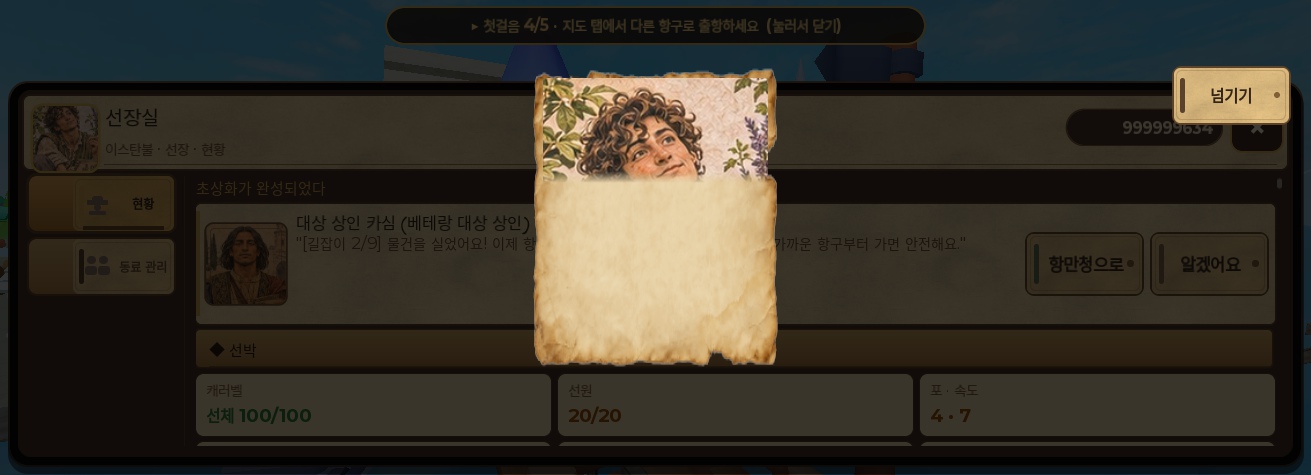 ▸ 첫걸음 4/5 · 지도 탭에서 다른 항구로 출항하세요 (눌러서 닫기)
넘기기
선장실
999999634
이스탄불 · 선장 · 현황
현황
초상화가 완성되었다
대상 상인 카심 (베테랑 대상 상인)
"[길잡이 2/9] 물건을 실었어요! 이제 항
가까운 항구부터 가면 안전해요."
항만청으로
알겠어요
동료 관리
◆ 선박
캐러벨
선원
포 · 속도
선체 100/100
20/20
4 · 7